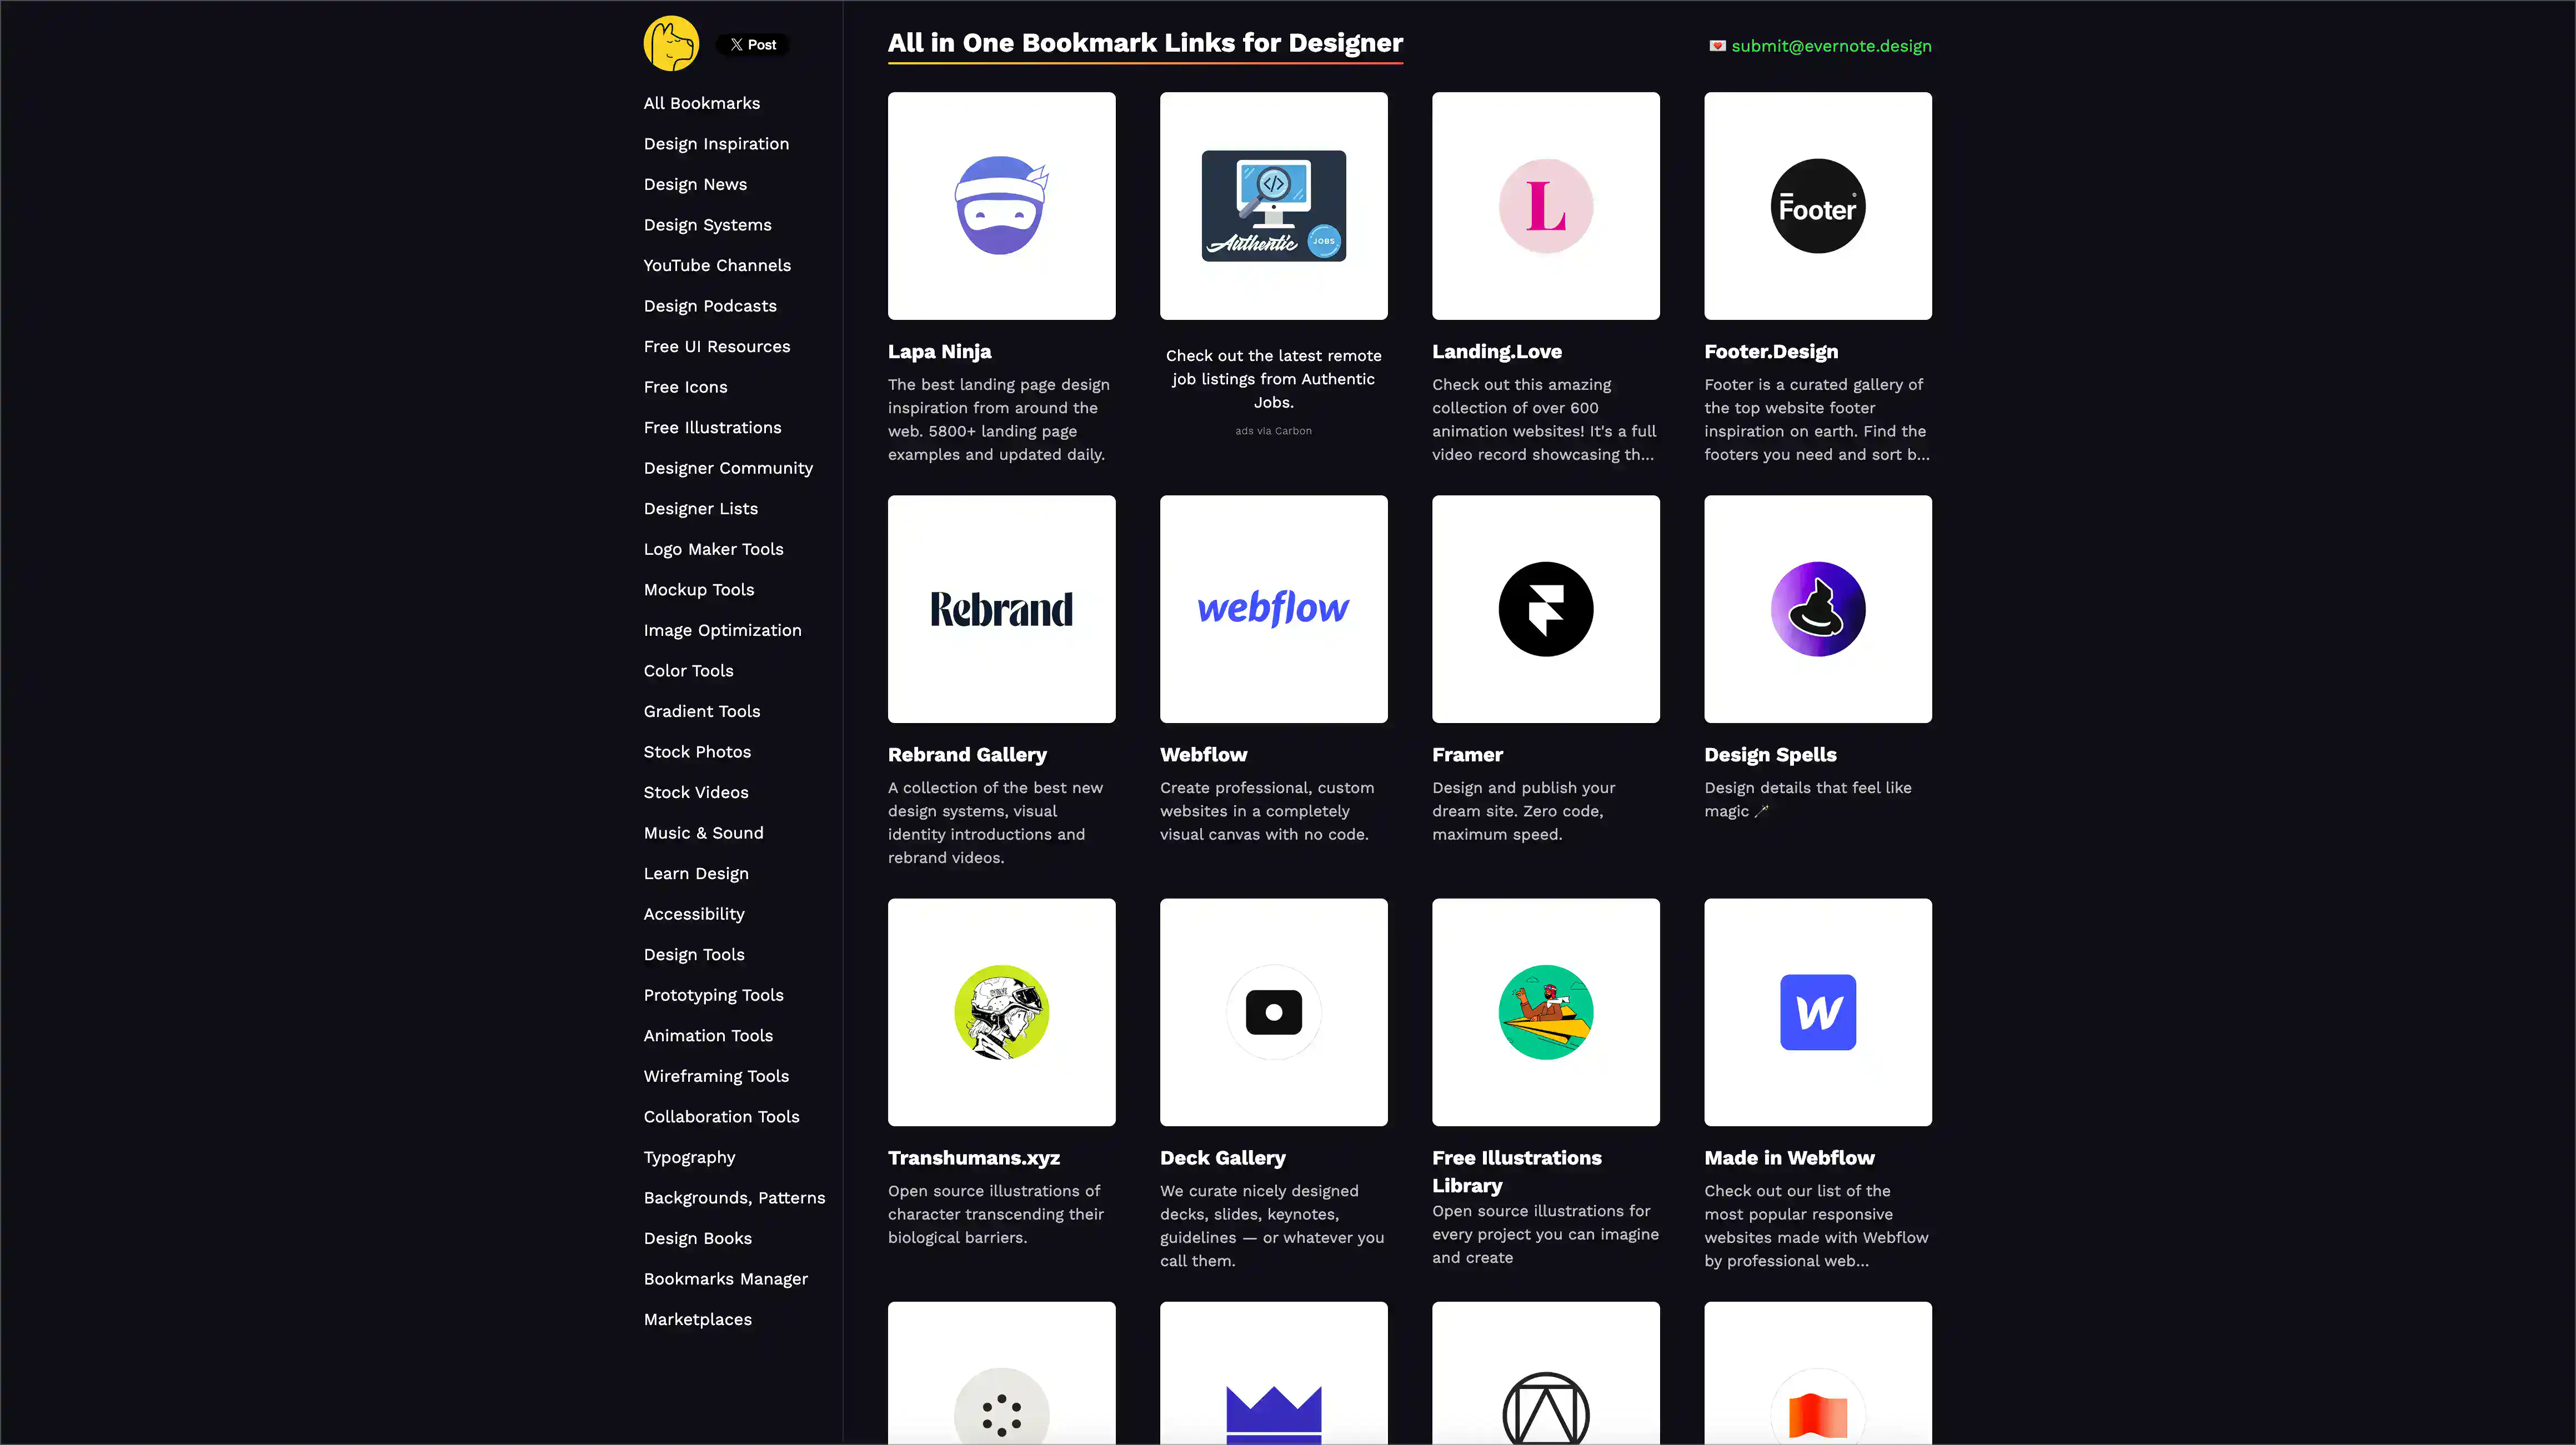 𝕏 Post
All Bookmarks
Design Inspiration
Design News
Design Systems
YouTube Channels
Design Podcasts
Free UI Resources
Free Icons
Free Illustrations
Designer Community
Designer Lists
Logo Maker Tools
Mockup Tools
Image Optimization
Color Tools
Gradient Tools
Stock Photos
Stock Videos
Music & Sound
Learn Design
Accessibility
Design Tools
Prototyping Tools
Animation Tools
Wireframing Tools
Collaboration Tools
Typography
Backgrounds, Patterns
Design Books
Bookmarks Manager
Marketplaces
All in One Bookmark Links for Designer
💌 submit@evernote.design
Lapa Ninja
The best landing page design
inspiration from around the
web. 5800+ landing page
examples and updated daily.
</>
Authentic
JOBS
Check out the latest remote
job listings from Authentic
Jobs.
ads via Carbon
L
Landing.Love
Check out this amazing
collection of over 600
animation websites! It's a full
video record showcasing th...
Footer
Footer.Design
Footer is a curated gallery of
the top website footer
inspiration on earth. Find the
footers you need and sort b...
Rebrand
Rebrand Gallery
A collection of the best new
design systems, visual
identity introductions and
rebrand videos.
webflow
Webflow
Create professional, custom
websites in a completely
visual canvas with no code.
Framer
Design and publish your
dream site. Zero code,
maximum speed.
Design Spells
Design details that feel like
magic 🪄
Transhumans.xyz
Open source illustrations of
character transcending their
biological barriers.
Deck Gallery
We curate nicely designed
decks, slides, keynotes,
guidelines — or whatever you
call them.
Free Illustrations
Library
Open source illustrations for
every project you can imagine
and create
W
Made in Webflow
Check out our list of the
most popular responsive
websites made with Webflow
by professional web...